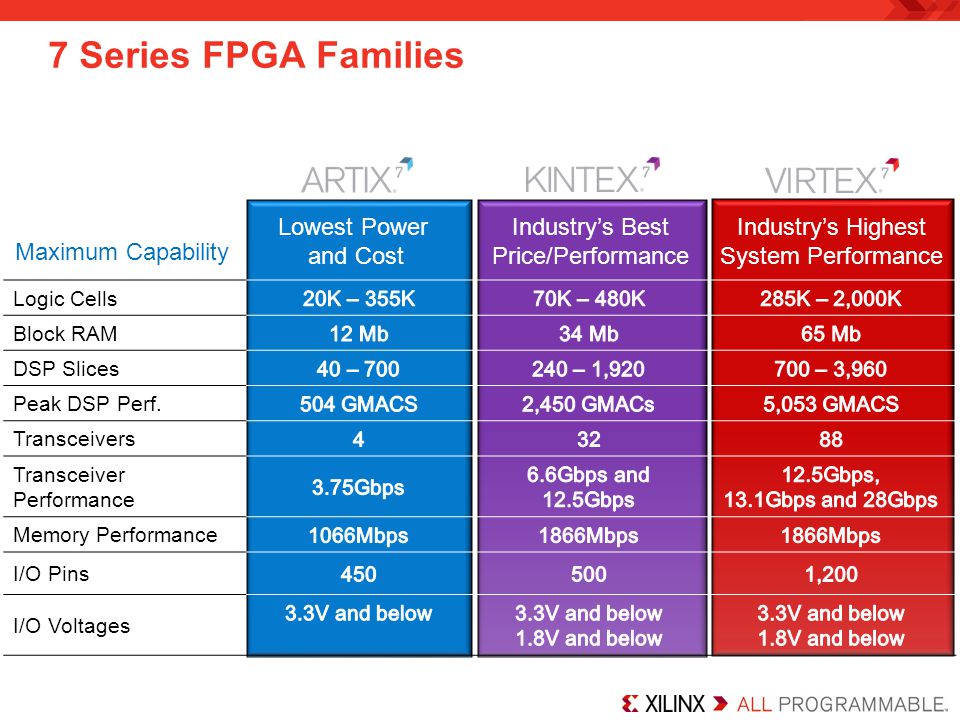 7 Series FPGA Families
ARTIX.7
KINTEX.7
VIRTEX.7
Maximum Capability
Lowest Power
and Cost
Industry's Best
Price/Performance
Industry's Highest
System Performance
Logic Cells 20K – 355K 70K – 480K 285K – 2,000K
Block RAM 12 Mb 34 Mb 65 Mb
DSP Slices 40 – 700 240 – 1,920 700 – 3,960
Peak DSP Perf. 504 GMACS 2,450 GMACs 5,053 GMACS
Transceivers 4 32 88
Transceiver
Performance
3.75Gbps
6.6Gbps and
12.5Gbps
12.5Gbps,
13.1Gbps and 28Gbps
Memory Performance 1066Mbps 1866Mbps 1866Mbps
I/O Pins 450 500 1,200
I/O Voltages
3.3V and below
3.3V and below
1.8V and below
3.3V and below
1.8V and below
XILINX ALL PROGRAMMABLE.